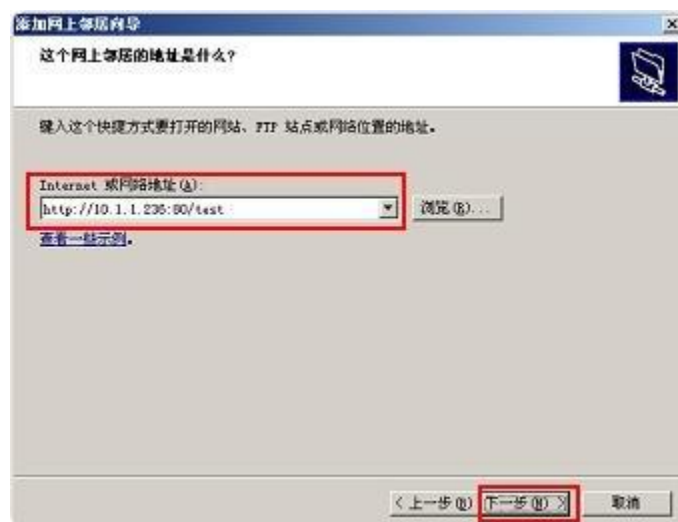 添加网上邻居向导
这个网上邻居的地址是什么?
键入这个快捷方式要打开的网站、FTP 站点或网络位置的地址。
Internet 或网络地址(A):
http://10.1.1.236:80/test
浏览(R)...
查看一些示例。
< 上一步(B)
下一步(N) >
取消